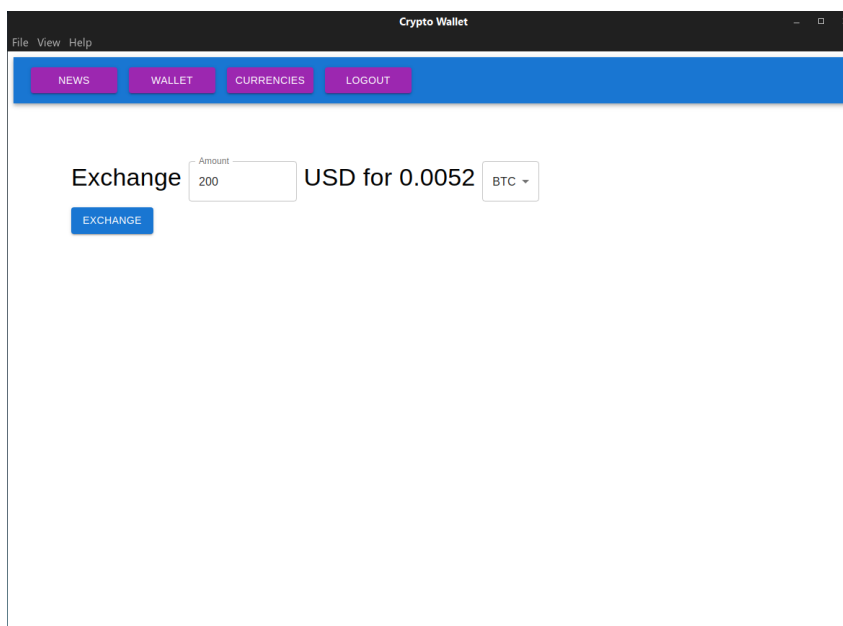 Crypto Wallet
File View Help
NEWS WALLET CURRENCIES LOGOUT
Amount
Exchange 200 USD for 0.0052 BTC
EXCHANGE